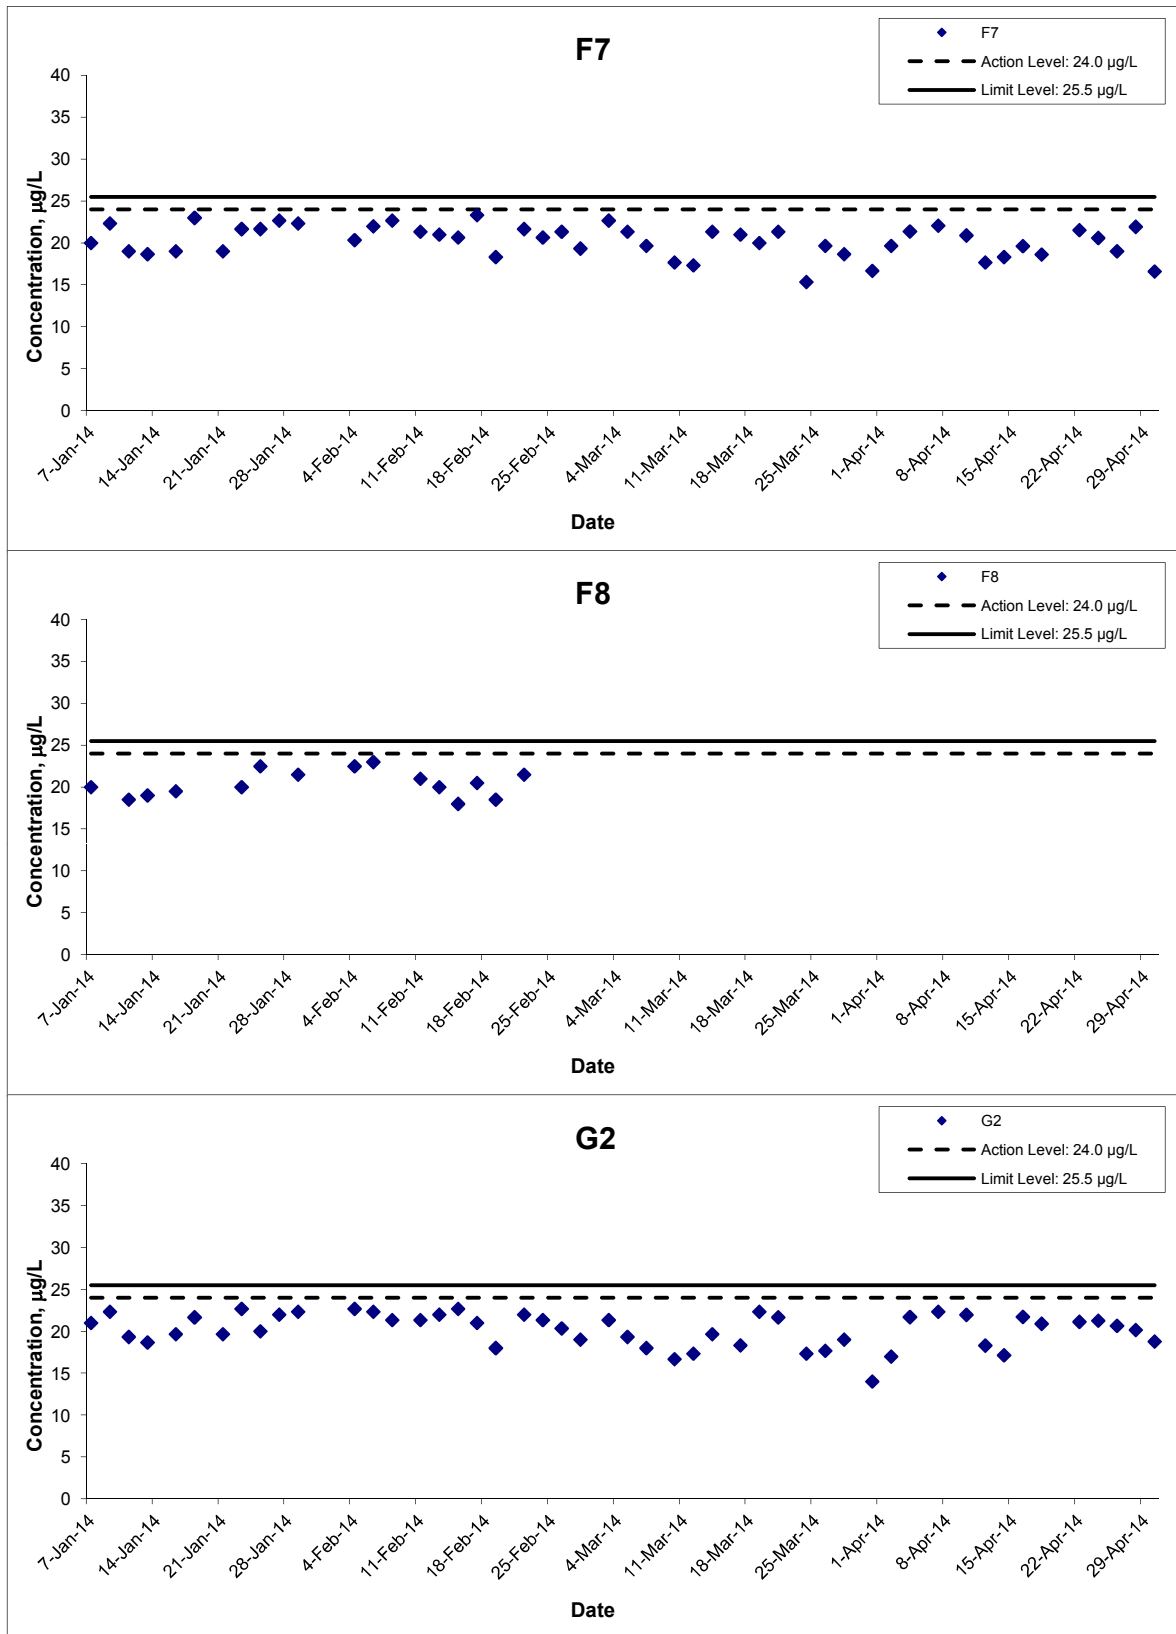 F7
F7
Action Level: 24.0 µg/L
Limit Level: 25.5 µg/L
Concentration, µg/L
40
35
30
25
20
15
10
5
0
7-Jan-14
14-Jan-14
21-Jan-14
28-Jan-14
4-Feb-14
11-Feb-14
18-Feb-14
25-Feb-14
4-Mar-14
11-Mar-14
18-Mar-14
25-Mar-14
1-Apr-14
8-Apr-14
15-Apr-14
22-Apr-14
29-Apr-14
Date
F8
F8
Action Level: 24.0 µg/L
Limit Level: 25.5 µg/L
Concentration, µg/L
40
35
30
25
20
15
10
5
0
7-Jan-14
14-Jan-14
21-Jan-14
28-Jan-14
4-Feb-14
11-Feb-14
18-Feb-14
25-Feb-14
4-Mar-14
11-Mar-14
18-Mar-14
25-Mar-14
1-Apr-14
8-Apr-14
15-Apr-14
22-Apr-14
29-Apr-14
Date
G2
G2
Action Level: 24.0 µg/L
Limit Level: 25.5 µg/L
Concentration, µg/L
40
35
30
25
20
15
10
5
0
7-Jan-14
14-Jan-14
21-Jan-14
28-Jan-14
4-Feb-14
11-Feb-14
18-Feb-14
25-Feb-14
4-Mar-14
11-Mar-14
18-Mar-14
25-Mar-14
1-Apr-14
8-Apr-14
15-Apr-14
22-Apr-14
29-Apr-14
Date